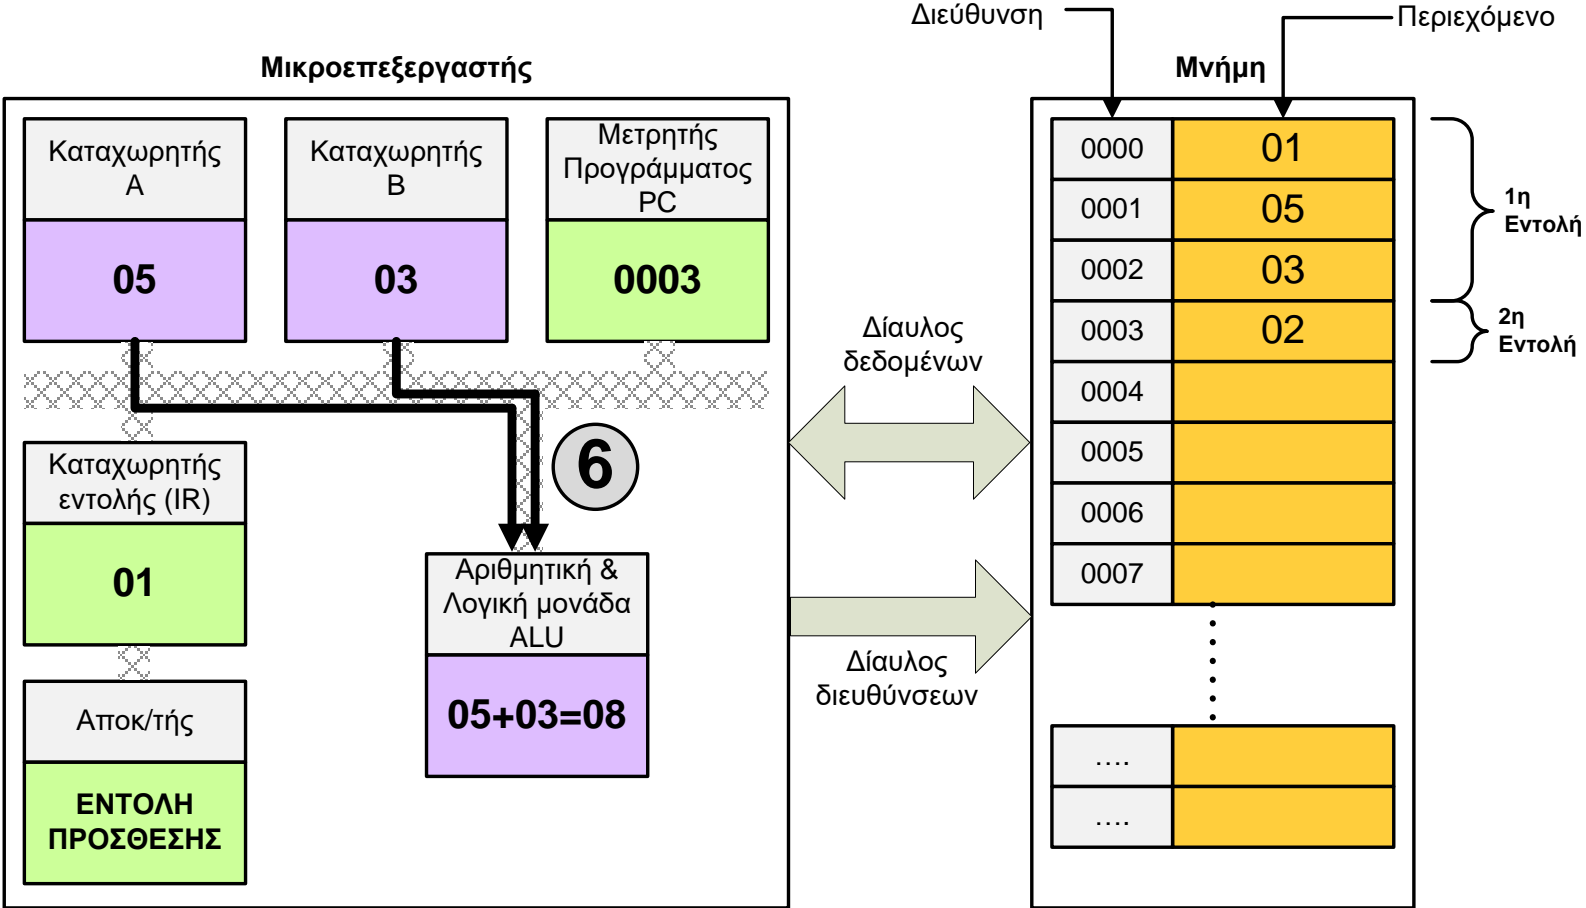 Διεύθυνση
Περιεχόμενο
Μικροεπεξεργαστής
Μνήμη
Καταχωρητής
Α
05
Καταχωρητής
Β
03
Μετρητής
Προγράμματος
PC
0003
Καταχωρητής
εντολής (IR)
01
Αποκ/τής
ΕΝΤΟΛΗ
ΠΡΟΣΘΕΣΗΣ
6
Αριθμητική &
Λογική μονάδα
ALU
05+03=08
Δίαυλος
δεδομένων
Δίαυλος
διευθύνσεων
0000 01
0001 05
0002 03
0003 02
0004
0005
0006
0007
....
....
1η
Εντολή
2η
Εντολή